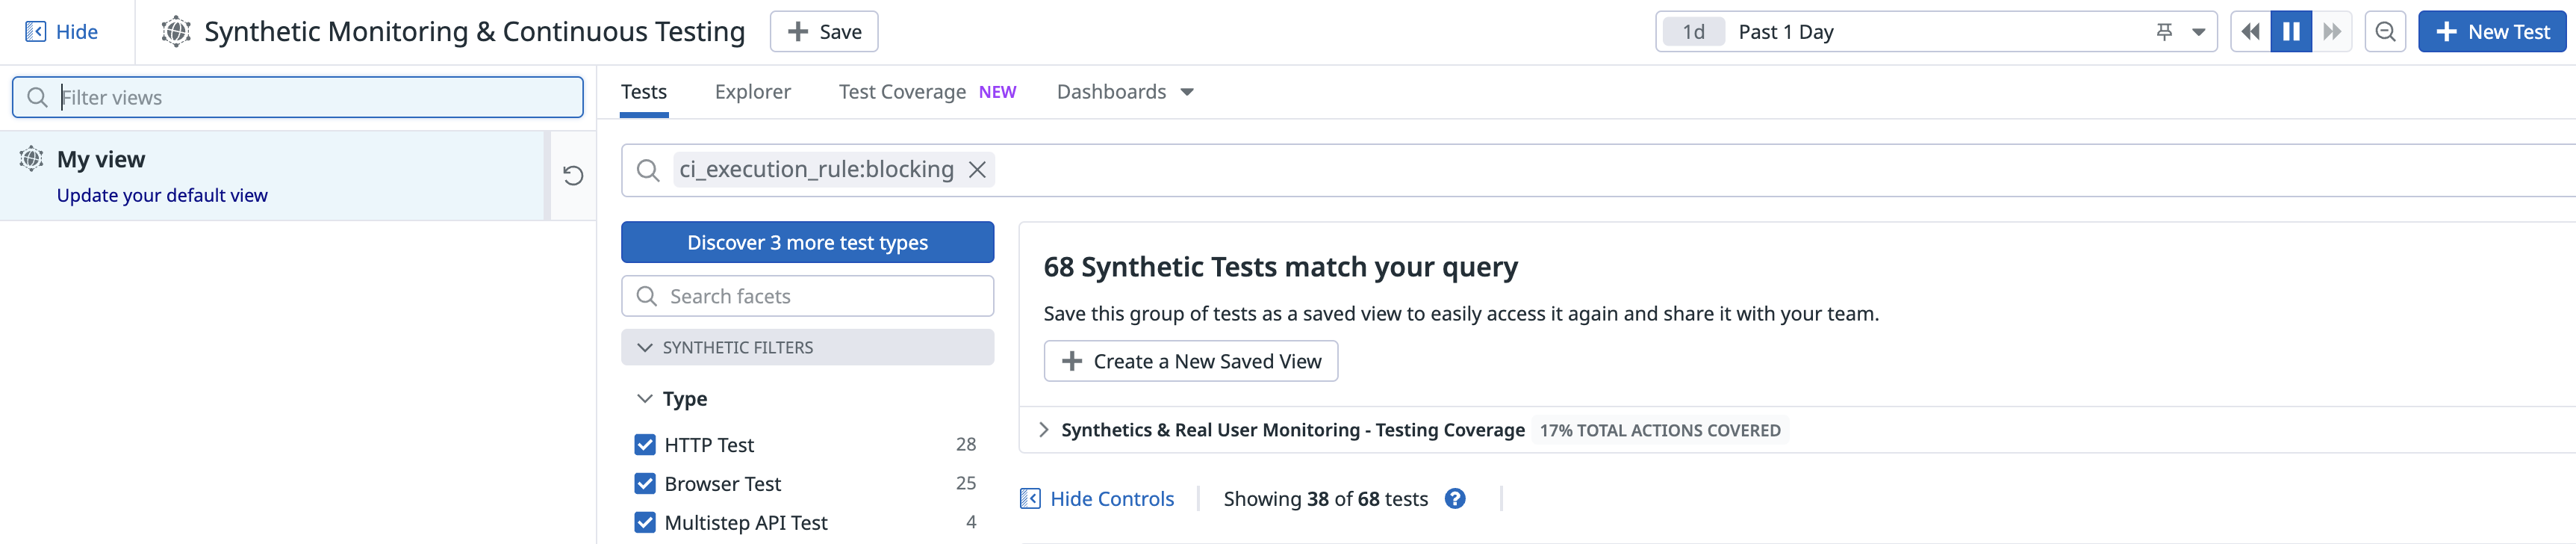 Hide
Synthetic Monitoring & Continuous Testing
Save
1d Past 1 Day
New Test
Filter views
My view
Update your default view
Tests Explorer Test Coverage NEW Dashboards
ci_execution_rule:blocking
Discover 3 more test types
Search facets
SYNTHETIC FILTERS
Type
HTTP Test 28
Browser Test 25
Multistep API Test 4
68 Synthetic Tests match your query
Save this group of tests as a saved view to easily access it again and share it with your team.
Create a New Saved View
Synthetics & Real User Monitoring - Testing Coverage 17% TOTAL ACTIONS COVERED
Hide Controls Showing 38 of 68 tests ?